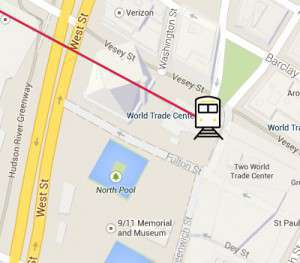 Verizon
West St
Washington St
Vesey St
Vesey St
Barclay
Hudson River Greenway
World Trade Center
World Trade
Fulton St
North Pool
Two World
Trade Center
West St
9/11 Memorial
and Museum
Greenwich St
Dey St
St Paul